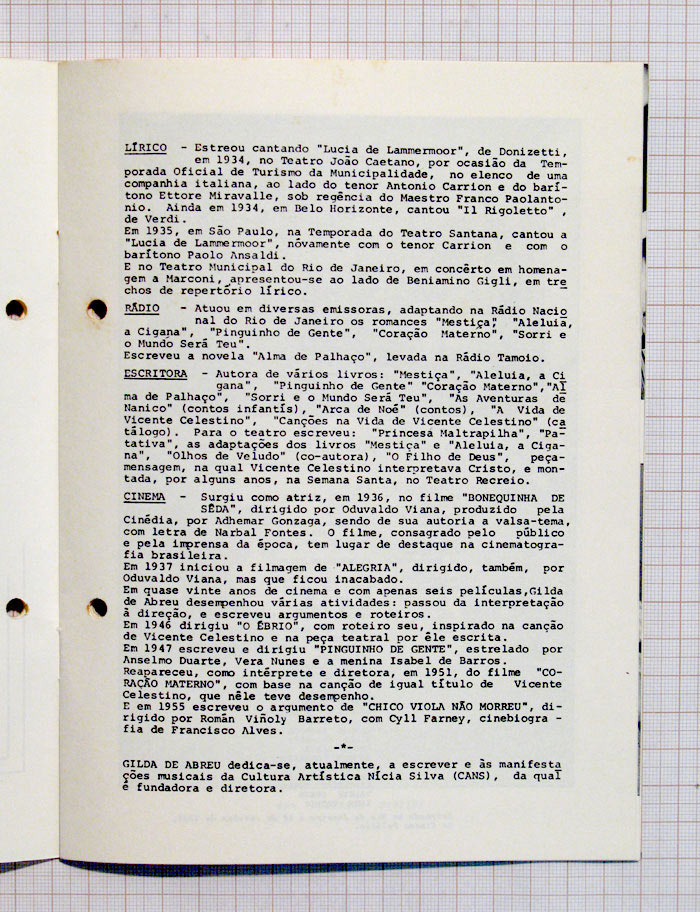 LÍRICO - Estreou cantando "Lucia de Lammermoor", de Donizetti,
em 1934, no Teatro João Caetano, por ocasião da Tem-
porada Oficial de Turismo da Municipalidade, no elenco de uma
companhia italiana, ao lado do tenor Antonio Carrion e do barí-
tono Ettore Miravalle, sob regência do Maestro Franco Paolanto-
nio. Ainda em 1934, em Belo Horizonte, cantou "Il Rigoletto" ,
de Verdi.
Em 1935, em São Paulo, na Temporada do Teatro Santana, cantou a
"Lucia de Lammermoor", nòvamente com o tenor Carrion e com o
barítono Paolo Ansaldi.
E no Teatro Municipal do Rio de Janeiro, em concêrto em homena-
gem a Marconi, apresentou-se ao lado de Beniamino Gigli, em tre
chos de repertório lírico.
RÁDIO - Atuou em diversas emissoras, adaptando na Rádio Nacio
nal do Rio de Janeiro os romances "Mestiça", "Aleluia,
a Cigana", "Pinguinho de Gente", "Coração Materno", "Sorri e
o Mundo Será Teu".
Escreveu a novela "Alma de Palhaço", levada na Rádio Tamoio.
ESCRITORA - Autora de vários livros: "Mestiça", "Aleluia, a Ci
gana", "Pinguinho de Gente" "Coração Materno","Al
ma de Palhaço", "Sorri e o Mundo Será Teu", "As Aventuras de
Nanico" (contos infantis), "Arca de Noé" (contos), "A Vida de
Vicente Celestino", "Canções na Vida de Vicente Celestino" (ca
tálogo). Para o teatro escreveu: "Princesa Maltrapilha", "Pa-
tativa", as adaptações dos livros "Mestiça" e "Aleluia, a Ciga-
na", "Olhos de Veludo" (co-autora), "O Filho de Deus", peça-
mensagem, na qual Vicente Celestino interpretava Cristo, e mon-
tada, por alguns anos, na Semana Santa, no Teatro Recreio.
CINEMA - Surgiu como atriz, em 1936, no filme "BONEQUINHA DE
SÊDA", dirigido por Oduvaldo Viana, produzido pela
Cinédia, por Adhemar Gonzaga, sendo de sua autoria a valsa-tema,
com letra de Narbal Fontes. O filme, consagrado pelo público
e pela imprensa da época, tem lugar de destaque na cinematogra-
fia brasileira.
Em 1937 iniciou a filmagem de "ALEGRIA", dirigido, também, por
Oduvaldo Viana, mas que ficou inacabado.
Em quase vinte anos de cinema e com apenas seis películas,Gilda
de Abreu desempenhou várias atividades: passou da interpretação
à direção, e escreveu argumentos e roteiros.
Em 1946 dirigiu "O ÉBRIO", com roteiro seu, inspirado na canção
de Vicente Celestino e na peça teatral por êle escrita.
Em 1947 escreveu e dirigiu "PINGUINHO DE GENTE", estrelado por
Anselmo Duarte, Vera Nunes e a menina Isabel de Barros.
Reapareceu, como intérprete e diretora, em 1951, do filme "CO-
RAÇÃO MATERNO", com base na canção de igual título de Vicente
Celestino, que nêle teve desempenho.
E em 1955 escreveu o argumento de "CHICO VIOLA NÃO MORREU", di-
rigido por Román Viñoly Barreto, com Cyll Farney, cinebiogra -
fia de Francisco Alves.
-*-
GILDA DE ABREU dedica-se, atualmente, a escrever e às manifesta
ções musicais da Cultura Artística Nícia Silva (CANS), da qual
é fundadora e diretora.